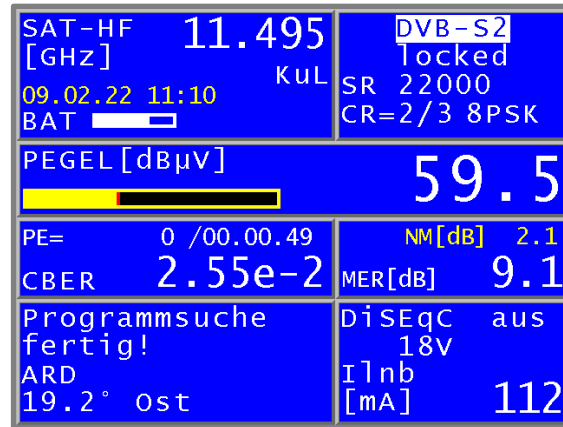 SAT-HF 11.495
[GHz]
KuL
09.02.22 11:10
BAT
DVB-S2
locked
SR 22000
CR=2/3 8PSK
PEGEL[dBµV]
59.5
PE= 0 /00.00.49
CBER 2.55e-2
NM[dB] 2.1
MER[dB] 9.1
Programmsuche
fertig!
ARD
19.2° Ost
DiSEqC aus
18V
Ilnb
[mA] 112